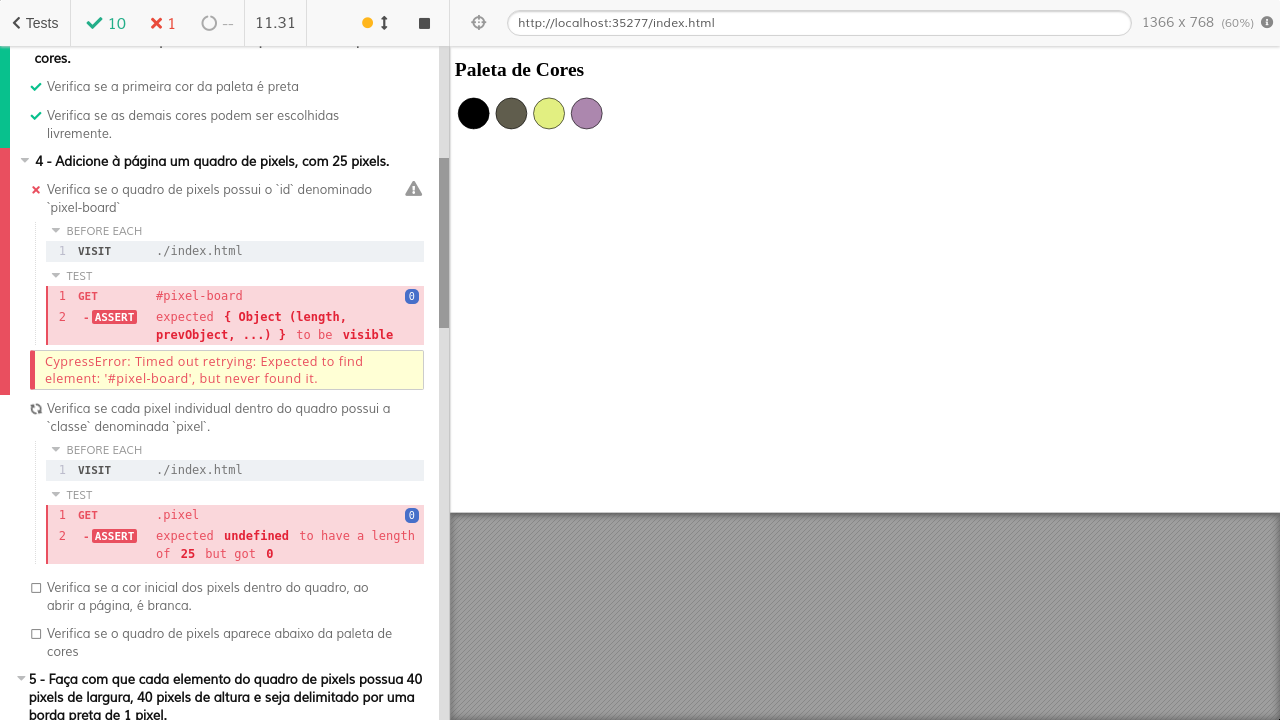 Tests
10
1
--
11.31
http://localhost:35277/index.html
1366 x 768 (60%)
cores.
Verifica se a primeira cor da paleta é preta
Verifica se as demais cores podem ser escolhidas
livremente.
4 - Adicione à página um quadro de pixels, com 25 pixels.
Verifica se o quadro de pixels possui o `id` denominado
`pixel-board`
BEFORE EACH
1 VISIT ./index.html
TEST
1 GET #pixel-board 0
2 -ASSERT expected { Object (length,
prevObject, ...) } to be visible
CypressError: Timed out retrying: Expected to find
element: '#pixel-board', but never found it.
Verifica se cada pixel individual dentro do quadro possui a
`classe` denominada `pixel`.
BEFORE EACH
1 VISIT ./index.html
TEST
1 GET .pixel 0
2 -ASSERT expected undefined to have a length
of 25 but got 0
Verifica se a cor inicial dos pixels dentro do quadro, ao
abrir a página, é branca.
Verifica se o quadro de pixels aparece abaixo da paleta de
cores
5 - Faça com que cada elemento do quadro de pixels possua 40
pixels de largura, 40 pixels de altura e seja delimitado por uma
borda preta de 1 pixel.
Paleta de Cores